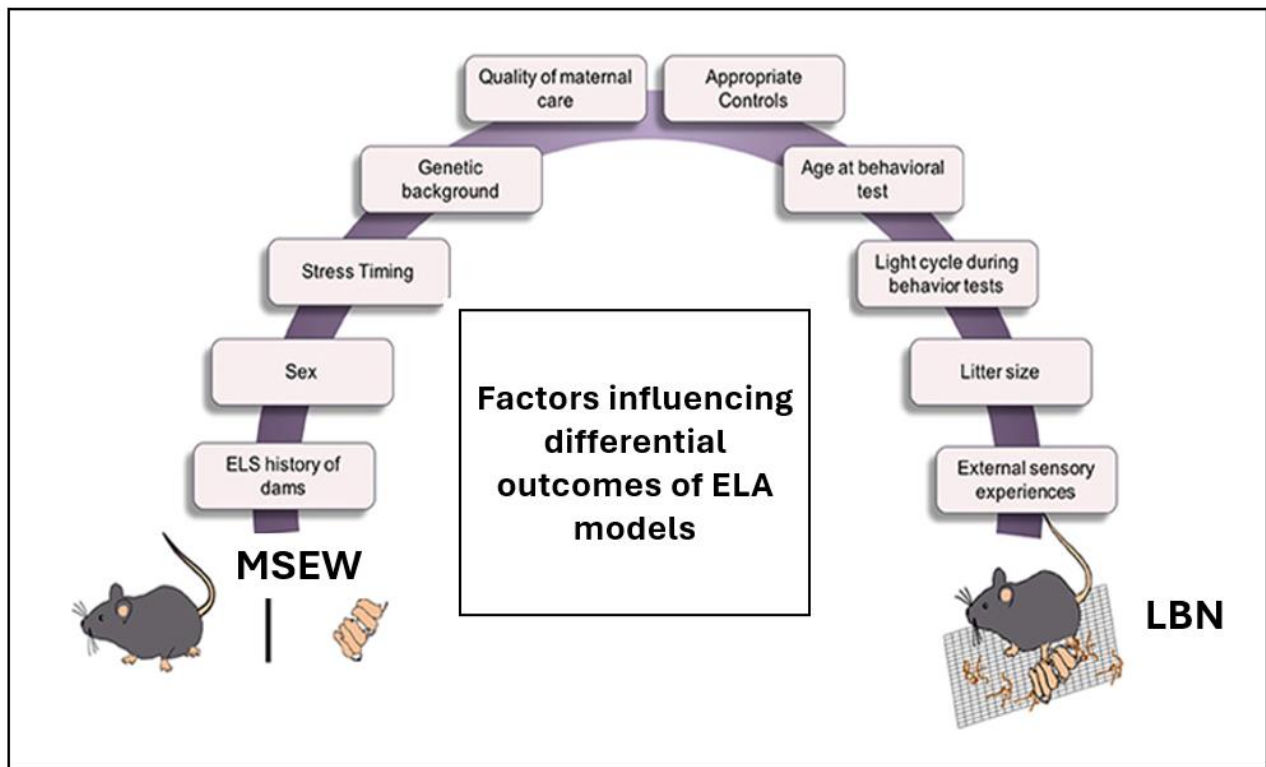 Quality of maternal
care
Appropriate
Controls
Genetic
background
Age at behavioral
test
Stress Timing
Light cycle during
behavior tests
Sex
Litter size
ELS history of
dams
External sensory
experiences
Factors influencing
differential
outcomes of ELA
models
MSEW
LBN